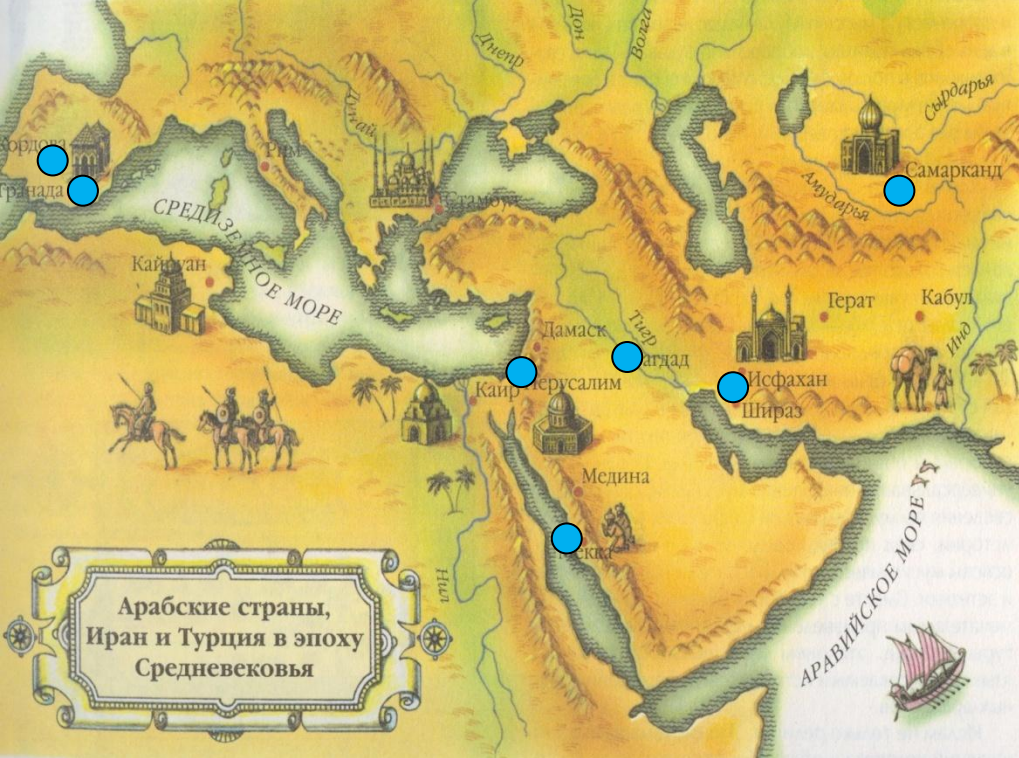 Дон
Волга
Днепр
Сырдарья
Дунай
Кордова
Рим
Самарканд
Гранада
Амударья
Стамбул
СРЕДИЗЕМНОЕ МОРЕ
Кайруан
Герат
Кабул
Тигр
Дамаск
Инд
агдад
Исфахан
Каир
Иерусалим
Шираз
Медина
Мекка
Нил
АРАВИЙСКОЕ МОРЕ
Арабские страны,
Иран и Турция в эпоху
Средневековья